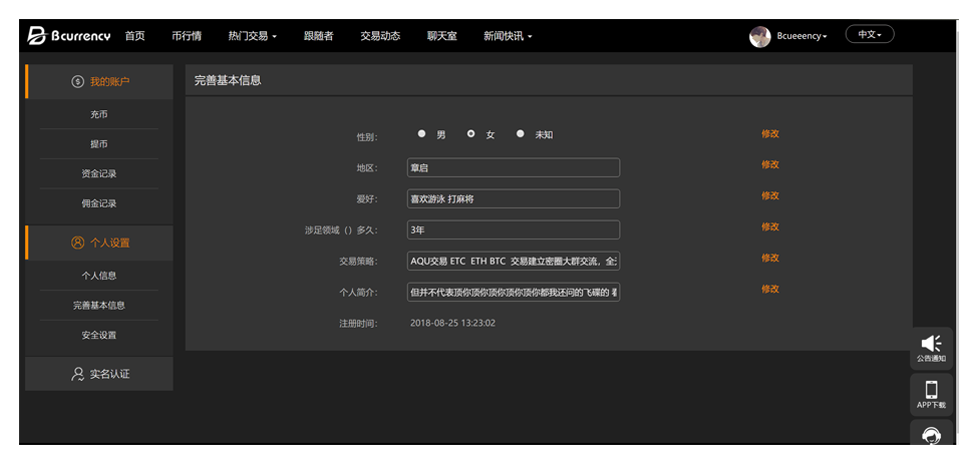 Bcurrency 首页 币行情 热门交易 跟随者 交易动态 聊天室 新闻快讯 Bcueeency 中文
我的账户
充币
提币
资金记录
佣金记录
个人设置
个人信息
完善基本信息
安全设置
实名认证
完善基本信息
性别: 男 女 未知 修改
地区: 章启 修改
爱好: 喜欢游泳 打麻将 修改
涉足领域（）多久: 3年 修改
交易策略: AQU交易 ETC ETH BTC 交易建立密圈大群交流，全 修改
个人简介: 但并不代表顶你顶你顶你顶你顶你都我还问的飞碟的 修改
注册时间: 2018-08-25 13:23:02
公告通知
APP下载